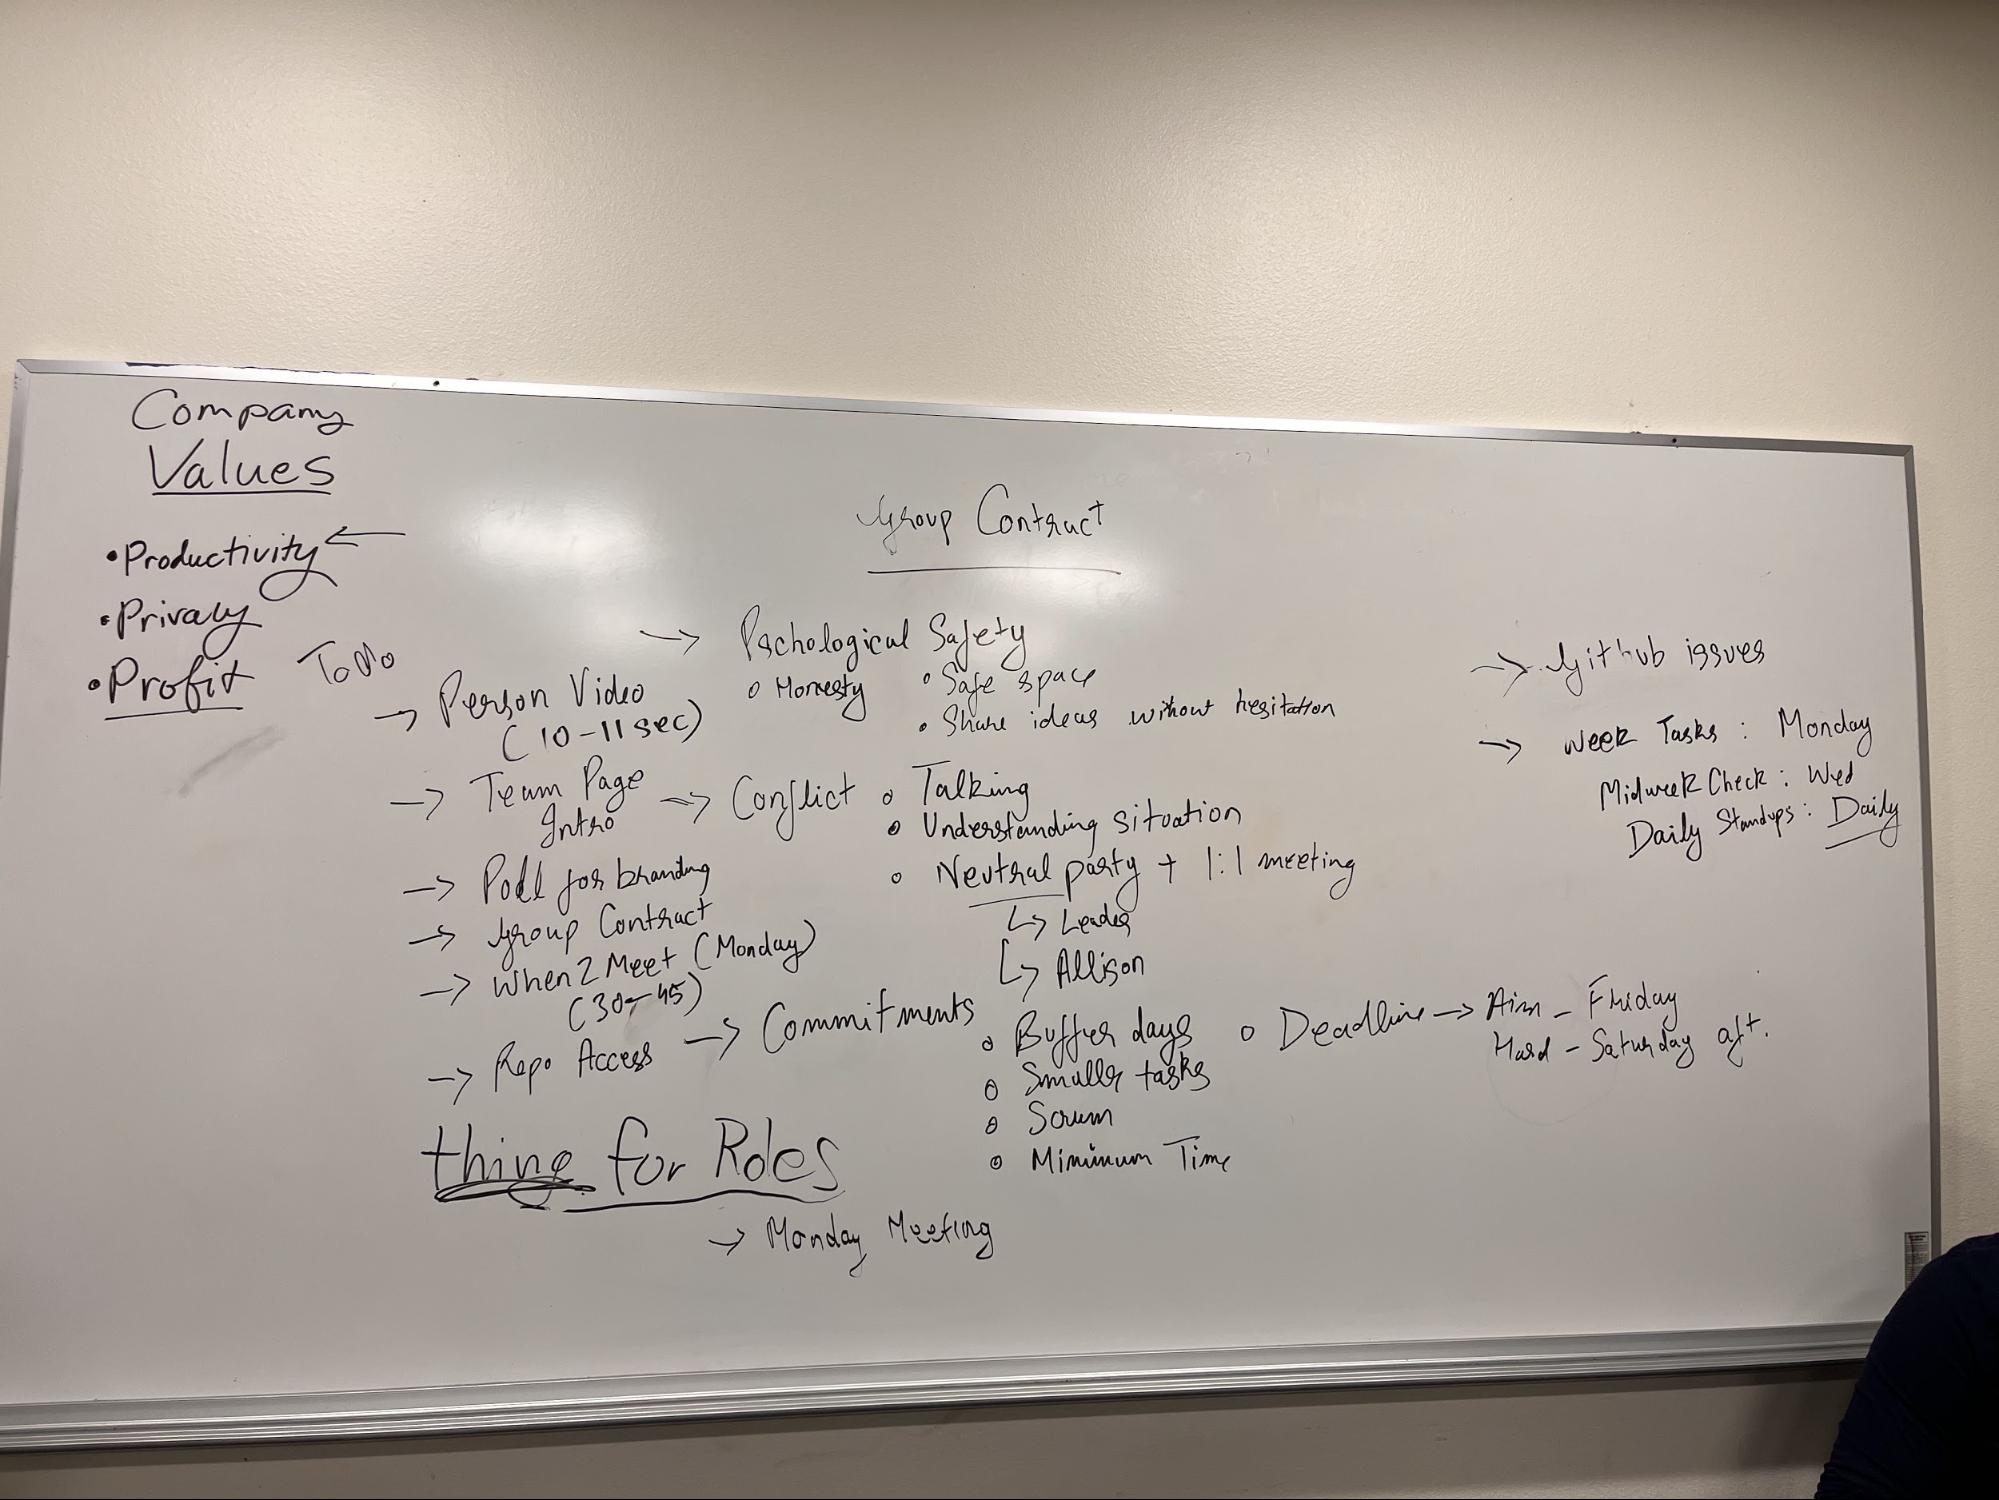 Company
Values
• Productivity ←
• Privacy
• Profit
ToDo
→ Person Video
(10-11 sec)
→ Team Page
Intro
→ Poll for branding
→ Group Contract
→ When2Meet (Monday)
(30-45)
→ Repo Access
thing for Roles
→ Monday Meeting
Group Contract
→ Pschological Safety
o Honesty
• Safe space
• Share ideas without hesitation
→ Conflict
o Talking
o Understanding situation
o Neutral party + 1:1 meeting
↳ Leader
↳ Allison
→ Commitments
o Buffer days
o Smaller tasks
o Scrum
o Minimum Time
o Deadline → Aim - Friday
Hard - Saturday aft.
→ Github issues
→ Week Tasks : Monday
Midweek Check : Wed
Daily Standups : Daily